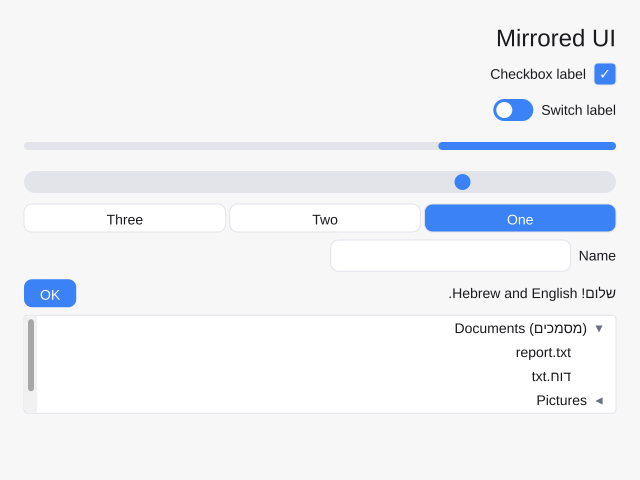 Mirrored UI
Checkbox label ✓
Switch label
One
Two
Three
Name
שלום! Hebrew and English.
OK
Documents (מסמכים)
report.txt
דוח.txt
Pictures